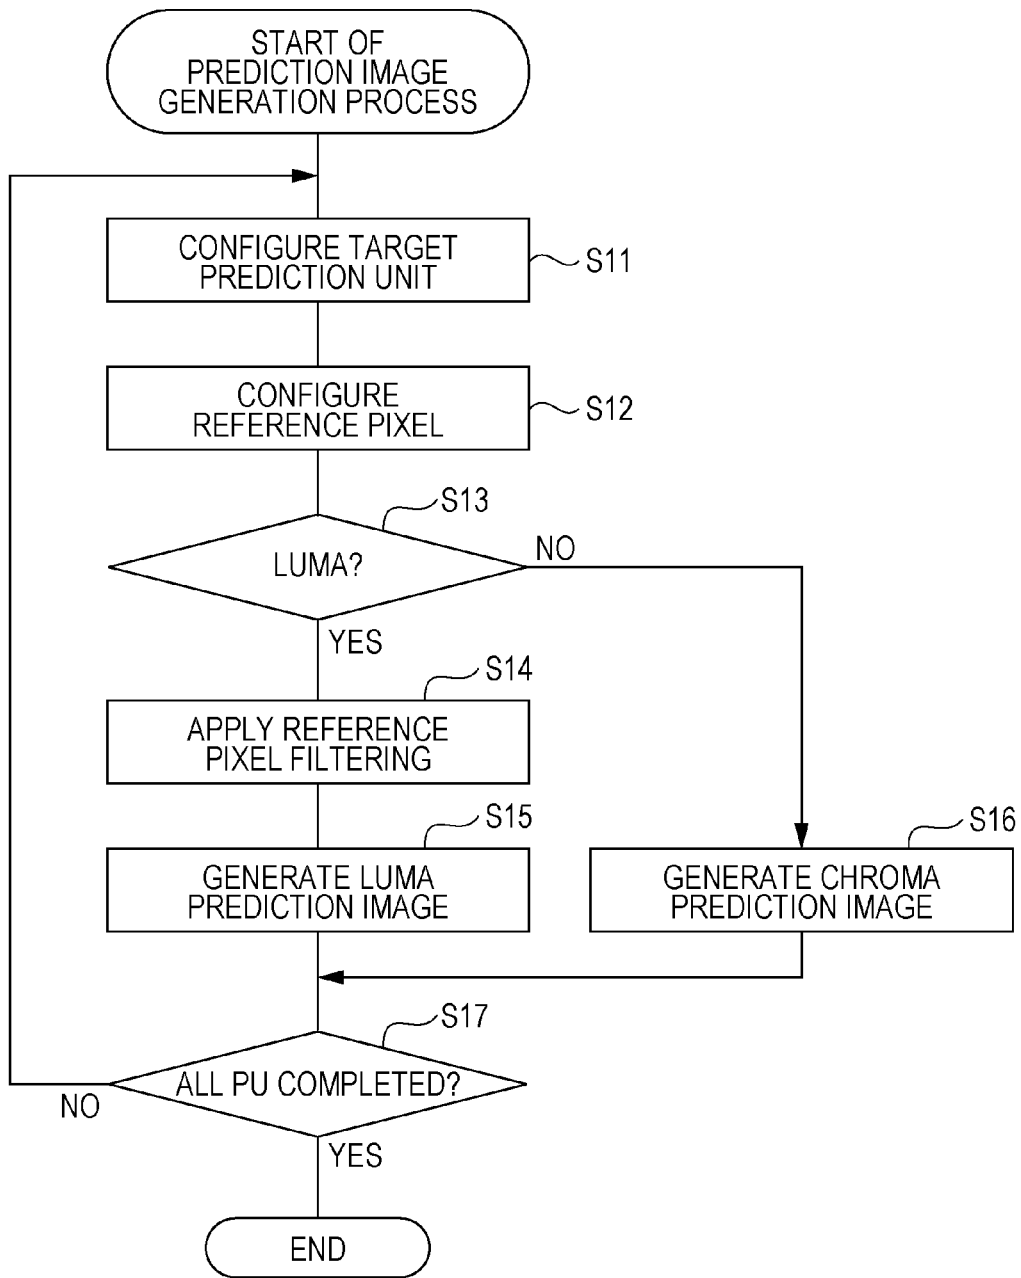 START OF
PREDICTION IMAGE
GENERATION PROCESS
CONFIGURE TARGET
PREDICTION UNIT
S11
CONFIGURE
REFERENCE PIXEL
S12
S13
LUMA?
NO
YES
S14
APPLY REFERENCE
PIXEL FILTERING
S15
GENERATE LUMA
PREDICTION IMAGE
S16
GENERATE CHROMA
PREDICTION IMAGE
S17
ALL PU COMPLETED?
NO
YES
END